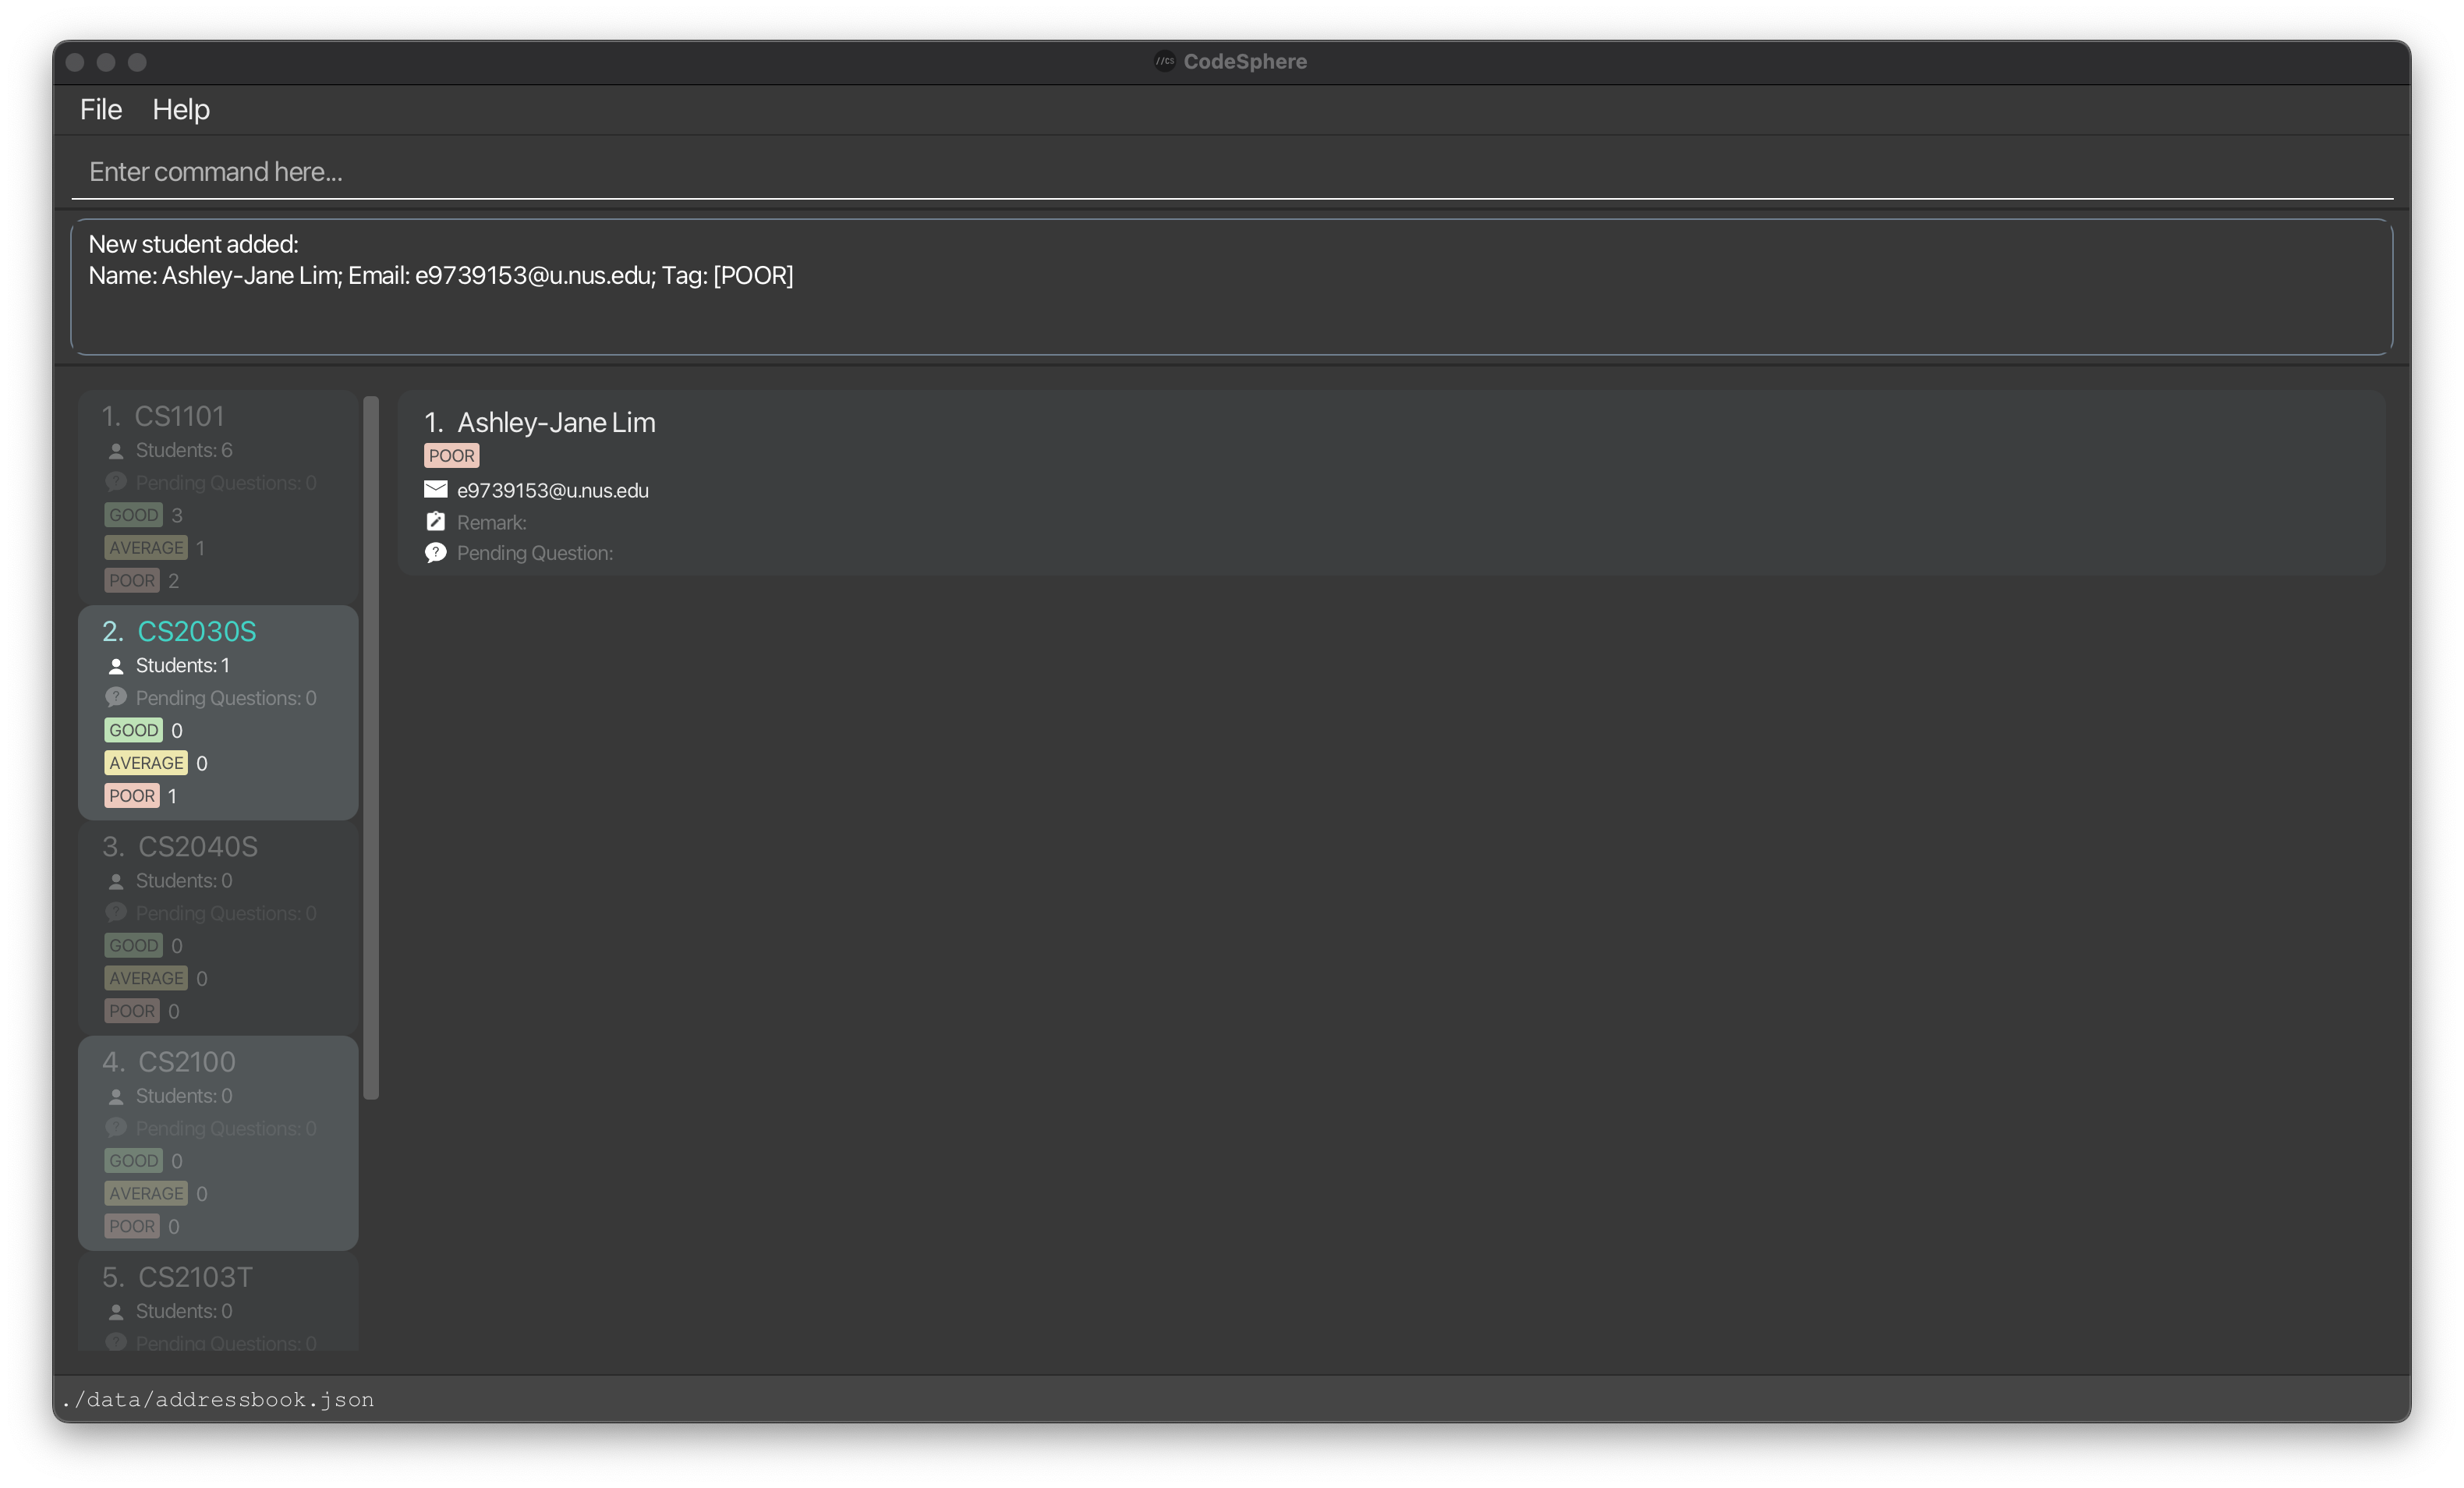 //CS CodeSphere
File Help
Enter command here...
New student added:
Name: Ashley-Jane Lim; Email: e9739153@u.nus.edu; Tag: [POOR]
1. CS1101
Students: 6
Pending Questions: 0
GOOD 3
AVERAGE 1
POOR 2
2. CS2030S
Students: 1
Pending Questions: 0
GOOD 0
AVERAGE 0
POOR 1
3. CS2040S
Students: 0
Pending Questions: 0
GOOD 0
AVERAGE 0
POOR 0
4. CS2100
Students: 0
Pending Questions: 0
GOOD 0
AVERAGE 0
POOR 0
5. CS2103T
Students: 0
Pending Questions: 0
1. Ashley-Jane Lim
POOR
e9739153@u.nus.edu
Remark:
Pending Question:
./data/addressbook.json